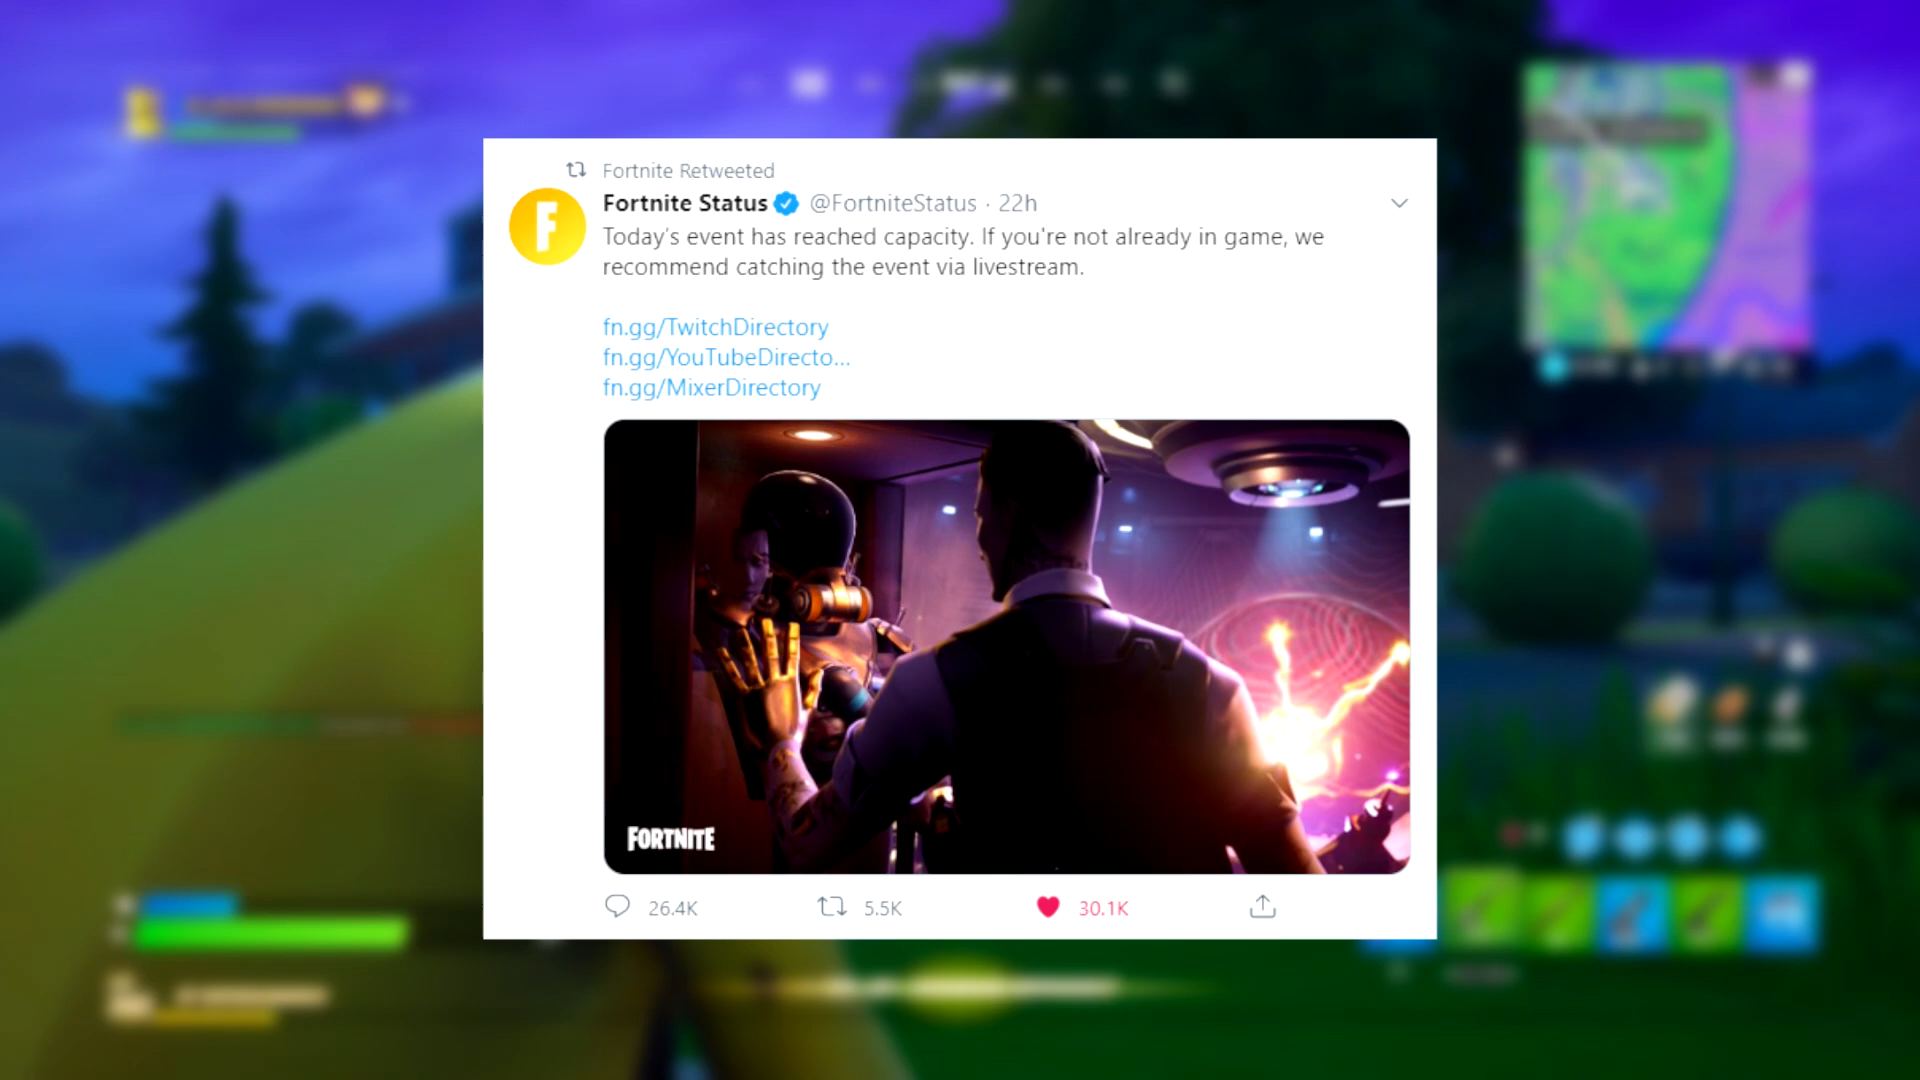 Fortnite Retweeted
Fortnite Status @FortniteStatus · 22h
Today's event has reached capacity. If you're not already in game, we
recommend catching the event via livestream.
fn.gg/TwitchDirectory
fn.gg/YouTubeDirecto...
fn.gg/MixerDirectory
FORTNITE
26.4K 5.5K 30.1K